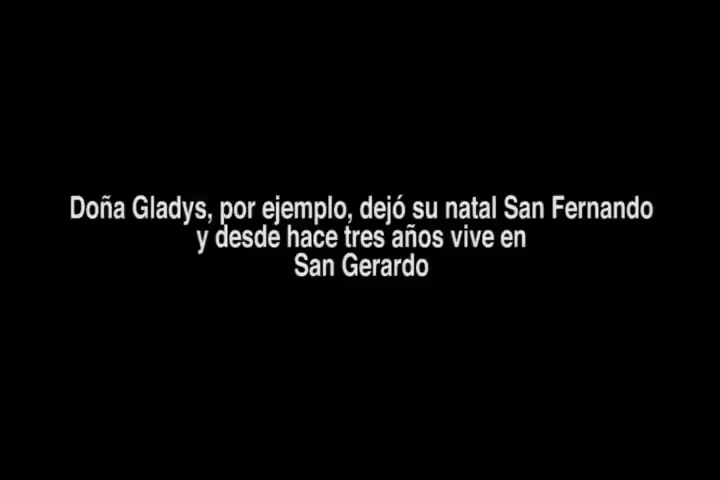 Doña Gladys, por ejemplo, dejó su natal San Fernando
y desde hace tres años vive en
San Gerardo